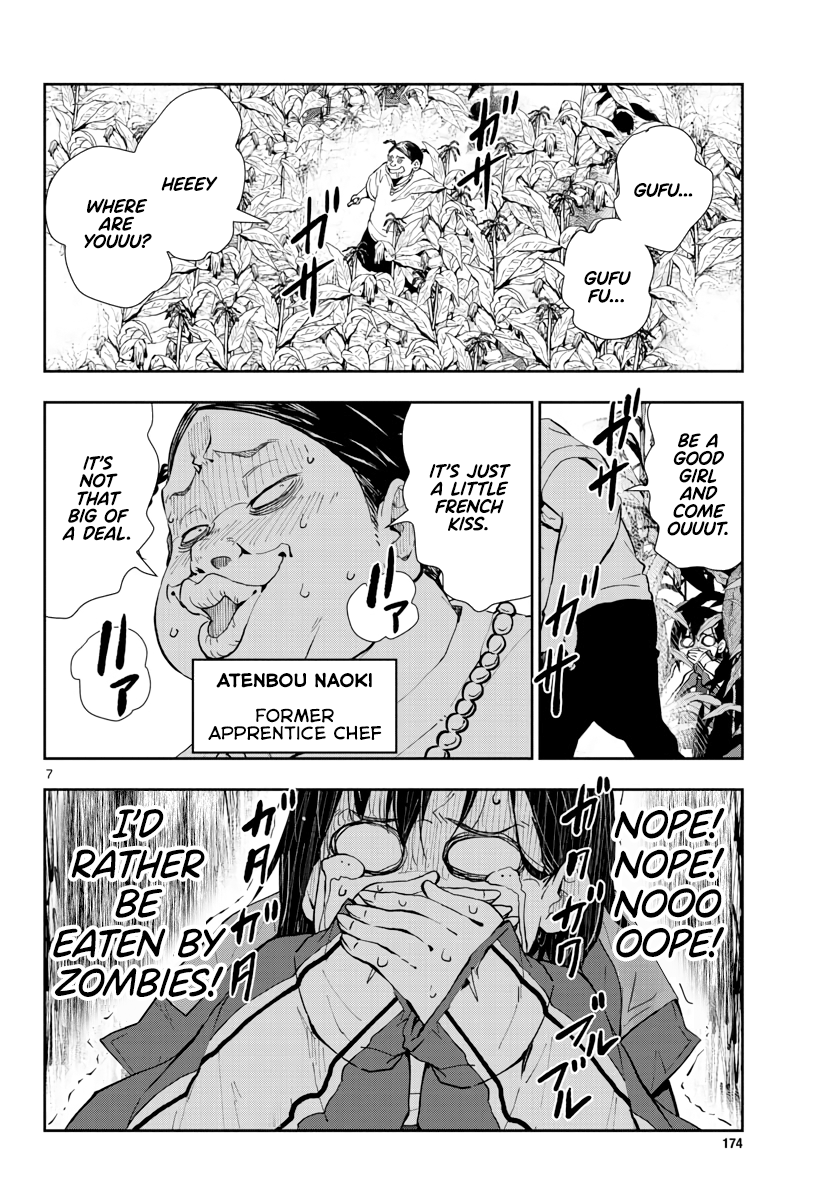 GUFU...
GUFU
FU...
ガサ
HEEEY
WHERE
ARE
YOUUU?
ガサ
BE A
GOOD
GIRL
AND
COME
OUUUT.
ガサ
ガサ
IT'S JUST
A LITTLE
FRENCH
KISS.
ハァ
IT'S
NOT
THAT
BIG OF
A DEAL.
ハァ
ATENBOU NAOKI
FORMER
APPRENTICE CHEF
7
NOPE!
NOPE!
NOOO
OOPE!
ガタ
ガク
ブル
ブル
I'D
RATHER
BE
EATEN BY
ZOMBIES!
ガタ
ガタ
174